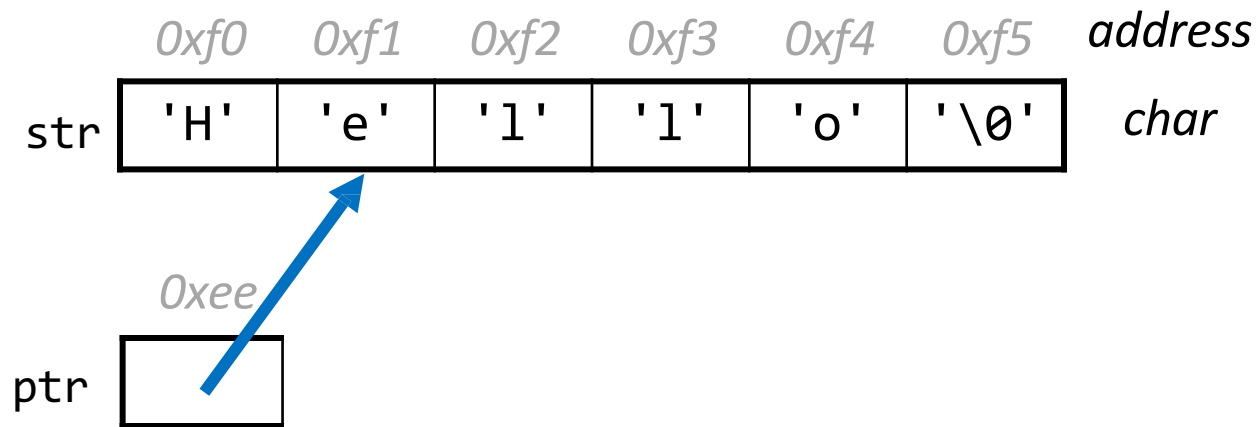 0xf0 0xf1 0xf2 0xf3 0xf4 0xf5 address
str 'H' 'e' 'l' 'l' 'o' '\0' char
0xee
ptr